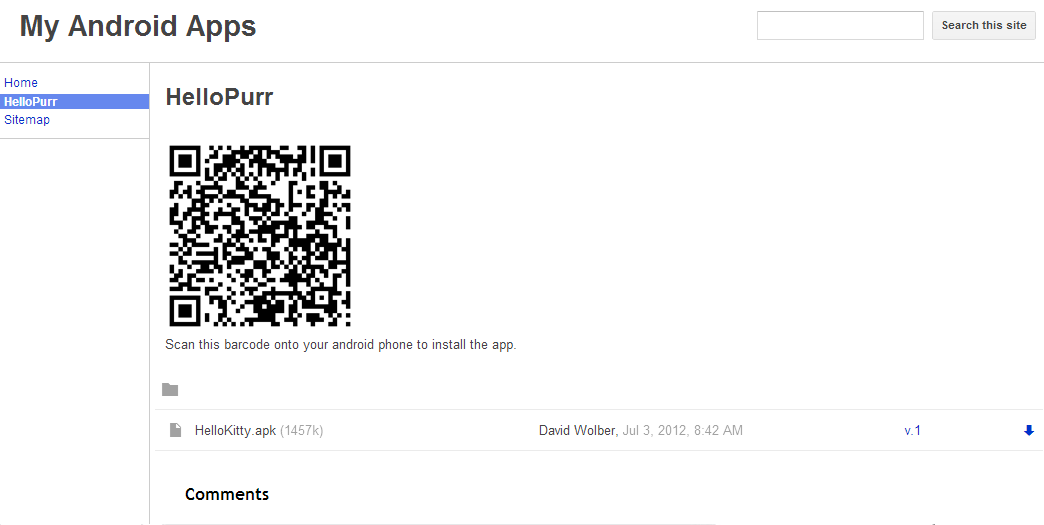 My Android Apps
Search this site
Home
HelloPurr
Sitemap
HelloPurr
Scan this barcode onto your android phone to install the app.
HelloKitty.apk (1457k) David Wolber, Jul 3, 2012, 8:42 AM v.1
Comments